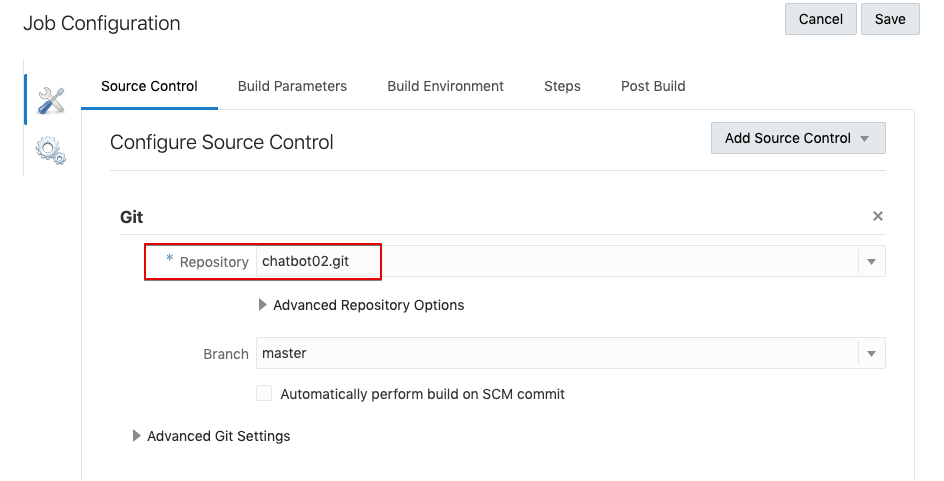 Job Configuration
Cancel
Save
Source Control
Build Parameters
Build Environment
Steps
Post Build
Configure Source Control
Add Source Control
Git
* Repository
chatbot02.git
Advanced Repository Options
Branch
master
Automatically perform build on SCM commit
Advanced Git Settings